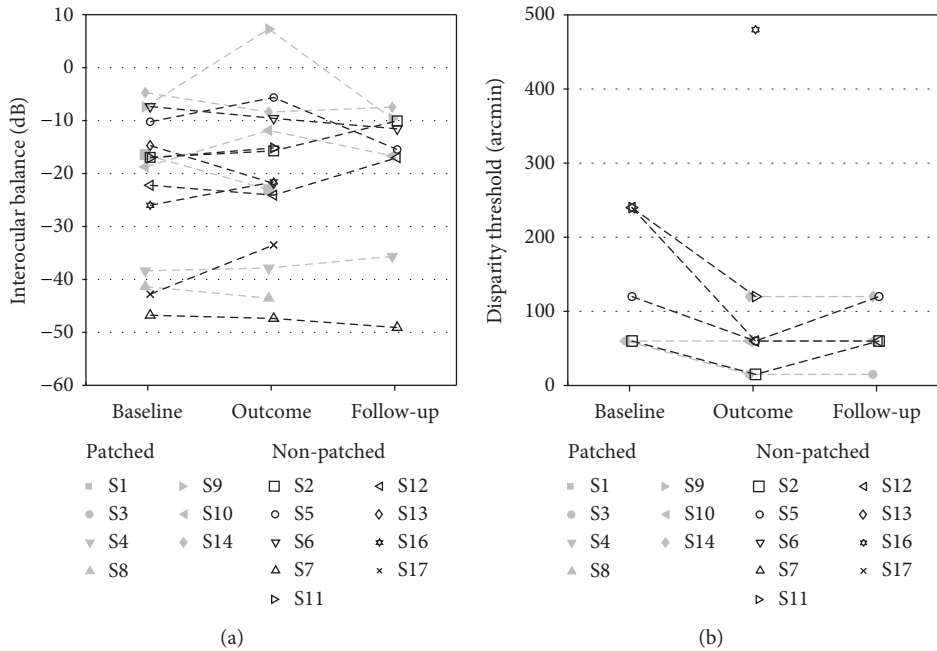 10
0
−10
−20
−30
−40
−50
−60
Interocular balance (dB)
Baseline Outcome Follow-up
Patched Non-patched
S1 S9 S2 S12
S3 S10 S5 S13
S4 S14 S6 S16
S8 S7 S17
S11
(a)
500
400
300
200
100
0
Disparity threshold (arcmin)
Baseline Outcome Follow-up
Patched Non-patched
S1 S9 S2 S12
S3 S10 S5 S13
S4 S14 S6 S16
S8 S7 S17
S11
(b)